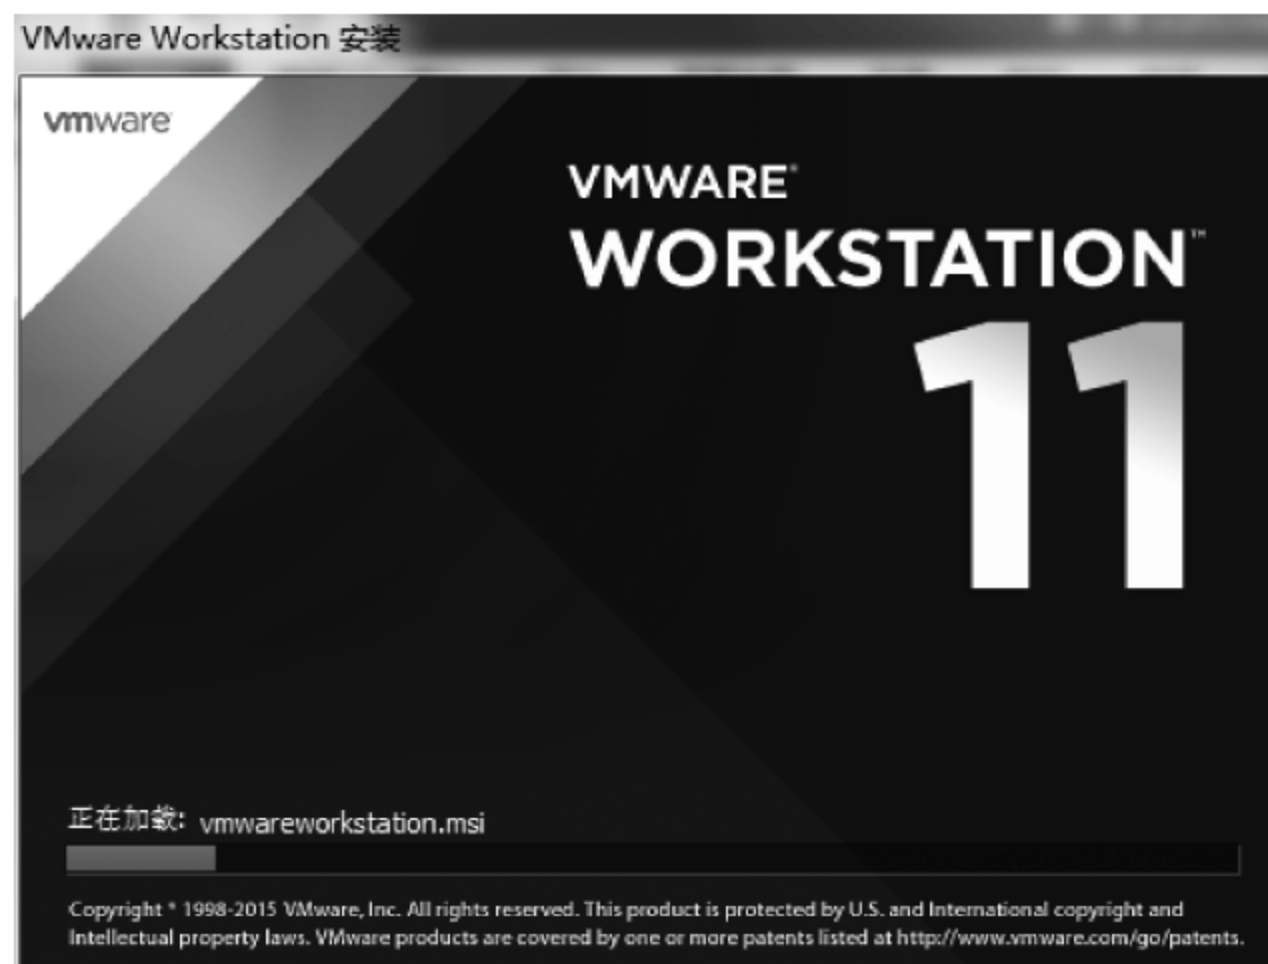 VMware Workstation 安装
vmware
VMWARE®
WORKSTATION™
11
正在加载: vmwareworkstation.msi
Copyright © 1998-2015 VMware, Inc. All rights reserved. This product is protected by U.S. and International copyright and
Intellectual property laws. VMware products are covered by one or more patents listed at http://www.vmware.com/go/patents.